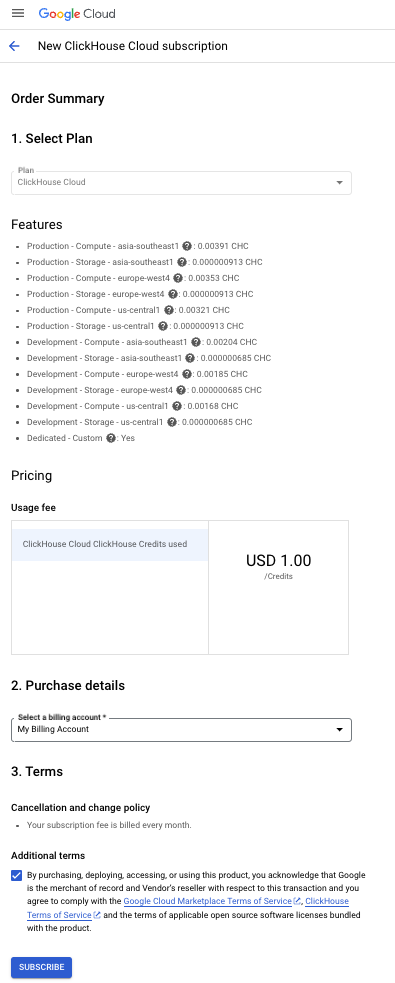 Google Cloud
New ClickHouse Cloud subscription
Order Summary
1. Select Plan
Plan
ClickHouse Cloud
Features
Production - Compute - asia-southeast1 ? : 0.00391 CHC
Production - Storage - asia-southeast1 ? : 0.000000913 CHC
Production - Compute - europe-west4 ? : 0.00353 CHC
Production - Storage - europe-west4 ? : 0.000000913 CHC
Production - Compute - us-central1 ? : 0.00321 CHC
Production - Storage - us-central1 ? : 0.000000913 CHC
Development - Compute - asia-southeast1 ? : 0.00204 CHC
Development - Storage - asia-southeast1 ? : 0.000000685 CHC
Development - Compute - europe-west4 ? : 0.00185 CHC
Development - Storage - europe-west4 ? : 0.000000685 CHC
Development - Compute - us-central1 ? : 0.00168 CHC
Development - Storage - us-central1 ? : 0.000000685 CHC
Dedicated - Custom ? : Yes
Pricing
Usage fee
ClickHouse Cloud ClickHouse Credits used
USD 1.00
/Credits
2. Purchase details
Select a billing account *
My Billing Account
3. Terms
Cancellation and change policy
Your subscription fee is billed every month.
Additional terms
By purchasing, deploying, accessing, or using this product, you acknowledge that Google
is the merchant of record and Vendor's reseller with respect to this transaction and you
agree to comply with the Google Cloud Marketplace Terms of Service, ClickHouse
Terms of Service and the terms of applicable open source software licenses bundled
with the product.
SUBSCRIBE